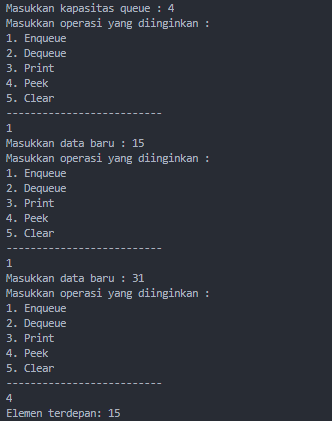 Masukkan kapasitas queue : 4
Masukkan operasi yang diinginkan :
1. Enqueue
2. Dequeue
3. Print
4. Peek
5. Clear
--------------------------
1
Masukkan data baru : 15
Masukkan operasi yang diinginkan :
1. Enqueue
2. Dequeue
3. Print
4. Peek
5. Clear
--------------------------
1
Masukkan data baru : 31
Masukkan operasi yang diinginkan :
1. Enqueue
2. Dequeue
3. Print
4. Peek
5. Clear
--------------------------
4
Elemen terdepan: 15